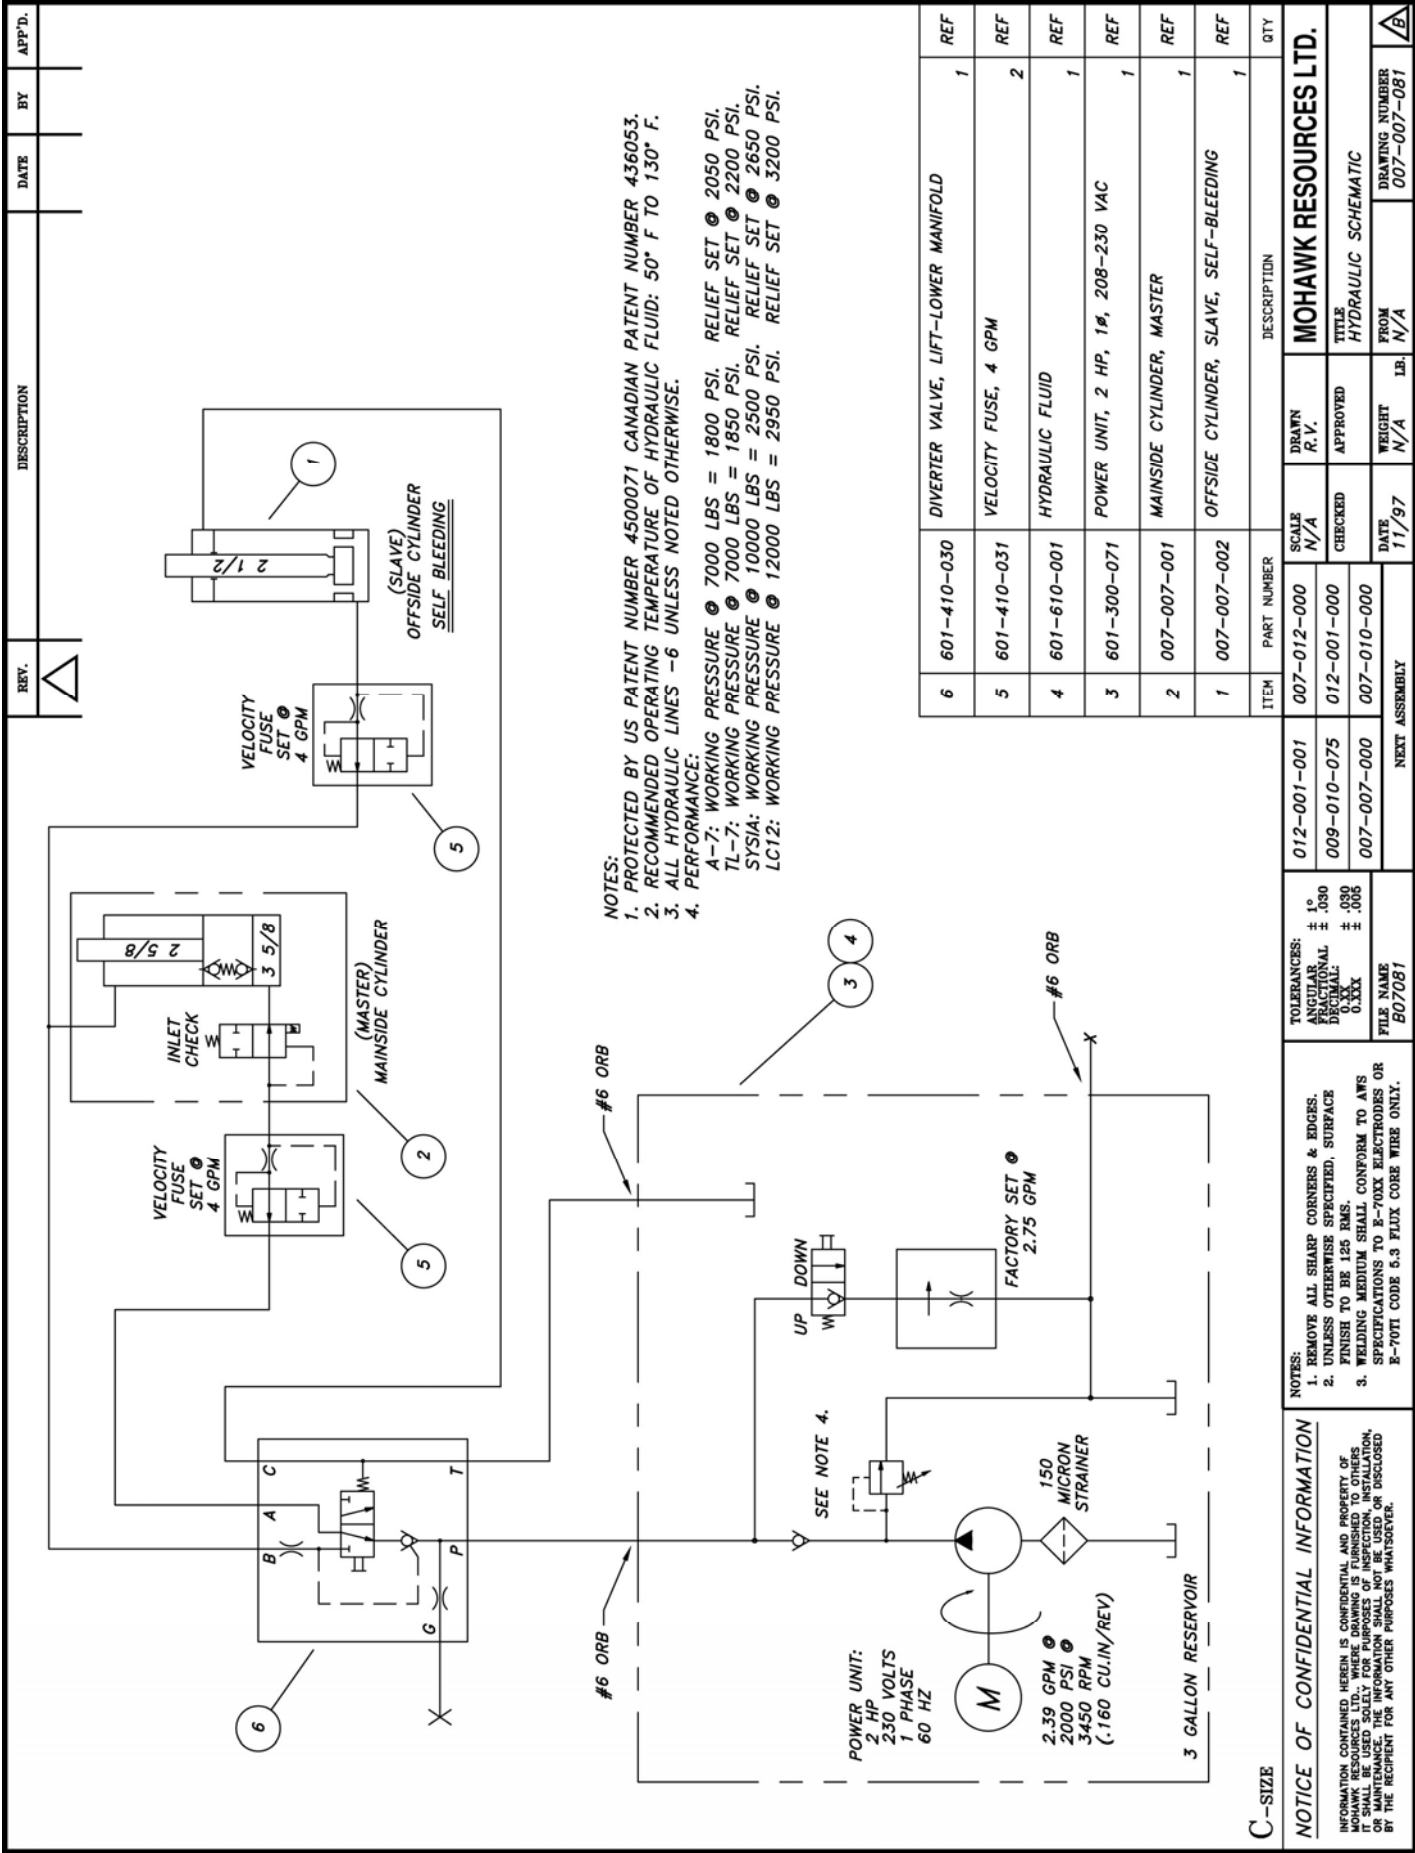 REV.
DESCRIPTION
DATE
BY
APP'D.
VELOCITY
FUSE
SET @
4 GPM
VELOCITY
FUSE
SET @
4 GPM
INLET
CHECK
2 5/8
3 5/8
(MASTER)
MAINSIDE CYLINDER
2 1/2
(SLAVE)
OFFSIDE CYLINDER
SELF BLEEDING
1
2
5
5
6
B
A
C
G
P
T
#6 ORB
#6 ORB
#6 ORB
3
4
UP
DOWN
SEE NOTE 4.
FACTORY SET @
2.75 GPM
150
MICRON
STRAINER
POWER UNIT:
2 HP
230 VOLTS
1 PHASE
60 HZ
M
2.39 GPM @
2000 PSI @
3450 RPM
(.160 CU.IN/REV)
3 GALLON RESERVOIR
NOTES:
1. PROTECTED BY US PATENT NUMBER 4500071 CANADIAN PATENT NUMBER 436053.
2. RECOMMENDED OPERATING TEMPERATURE OF HYDRAULIC FLUID: 50° F TO 130° F.
3. ALL HYDRAULIC LINES -6 UNLESS NOTED OTHERWISE.
4. PERFORMANCE:
A-7: WORKING PRESSURE @ 7000 LBS = 1800 PSI. RELIEF SET @ 2050 PSI.
TL-7: WORKING PRESSURE @ 7000 LBS = 1850 PSI. RELIEF SET @ 2200 PSI.
SYSIA: WORKING PRESSURE @ 10000 LBS = 2500 PSI. RELIEF SET @ 2650 PSI.
LC12: WORKING PRESSURE @ 12000 LBS = 2950 PSI. RELIEF SET @ 3200 PSI.
6 601-410-030 DIVERTER VALVE, LIFT-LOWER MANIFOLD 1 REF
5 601-410-031 VELOCITY FUSE, 4 GPM 2 REF
4 601-610-001 HYDRAULIC FLUID 1 REF
3 601-300-071 POWER UNIT, 2 HP, 1ø, 208-230 VAC 1 REF
2 007-007-001 MAINSIDE CYLINDER, MASTER 1 REF
1 007-007-002 OFFSIDE CYLINDER, SLAVE, SELF-BLEEDING 1 REF
ITEM PART NUMBER DESCRIPTION QTY
C-SIZE
NOTICE OF CONFIDENTIAL INFORMATION
INFORMATION CONTAINED HEREIN IS CONFIDENTIAL AND PROPERTY OF
MOHAWK RESOURCES LTD.. WHERE DRAWING IS FURNISHED TO OTHERS
IT SHALL BE USED SOLELY FOR PURPOSES OF INSPECTION, INSTALLATION,
OR MAINTENANCE. THE INFORMATION SHALL NOT BE USED OR DISCLOSED
BY THE RECIPIENT FOR ANY OTHER PURPOSES WHATSOEVER.
NOTES:
1. REMOVE ALL SHARP CORNERS & EDGES.
2. UNLESS OTHERWISE SPECIFIED, SURFACE
FINISH TO BE 125 RMS.
3. WELDING MEDIUM SHALL CONFORM TO AWS
SPECIFICATIONS TO E-70XX ELECTRODES OR
E-70TI CODE 5.3 FLUX CORE WIRE ONLY.
TOLERANCES:
ANGULAR ± 1°
FRACTIONAL ± .030
DECIMAL:
0.XX ± .030
0.XXX ± .005
FILE NAME
B07081
012-001-001 007-012-000
009-010-075 012-001-000
007-007-000 007-010-000
NEXT ASSEMBLY
SCALE
N/A
DRAWN
R.V.
CHECKED
APPROVED
DATE
11/97
WEIGHT
N/A LB.
MOHAWK RESOURCES LTD.
TITLE
HYDRAULIC SCHEMATIC
FROM
N/A
DRAWING NUMBER
007-007-081
B